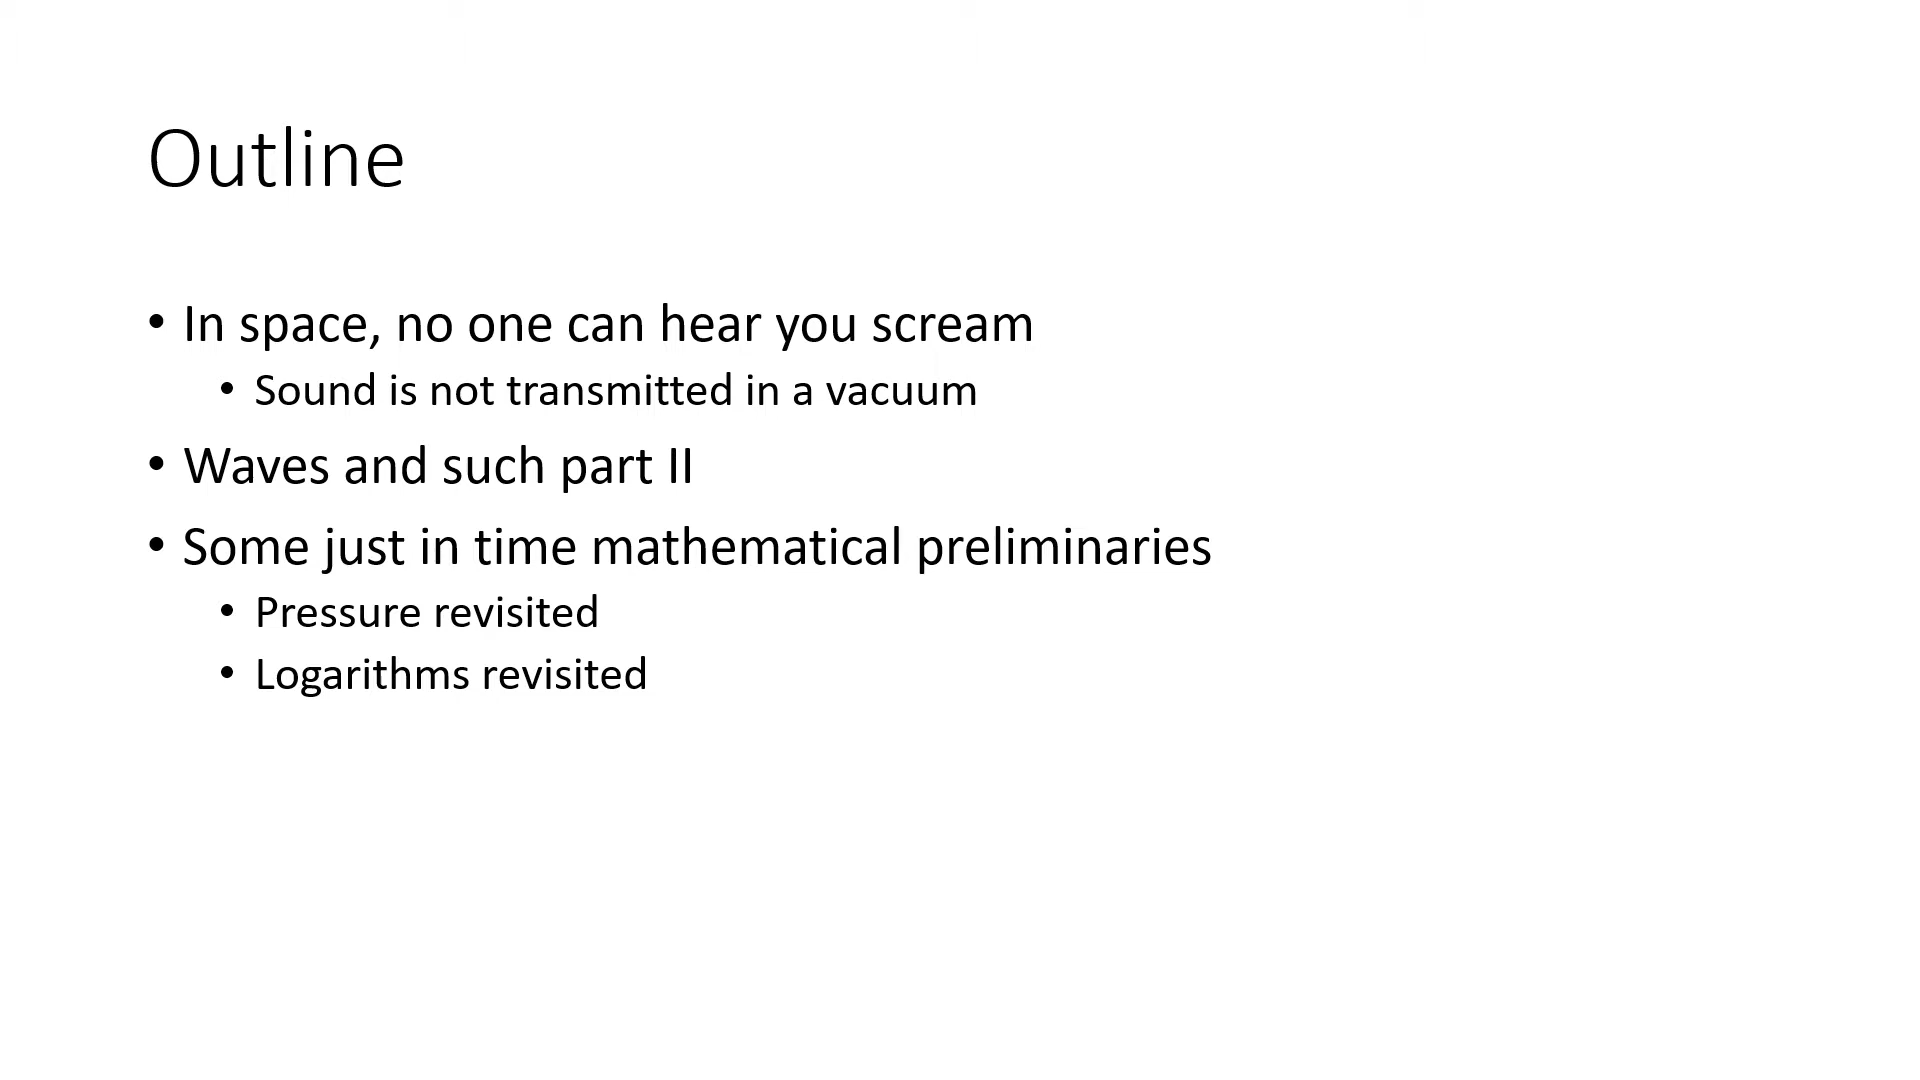 Outline
• In space, no one can hear you scream
• Sound is not transmitted in a vacuum
• Waves and such part II
• Some just in time mathematical preliminaries
• Pressure revisited
• Logarithms revisited